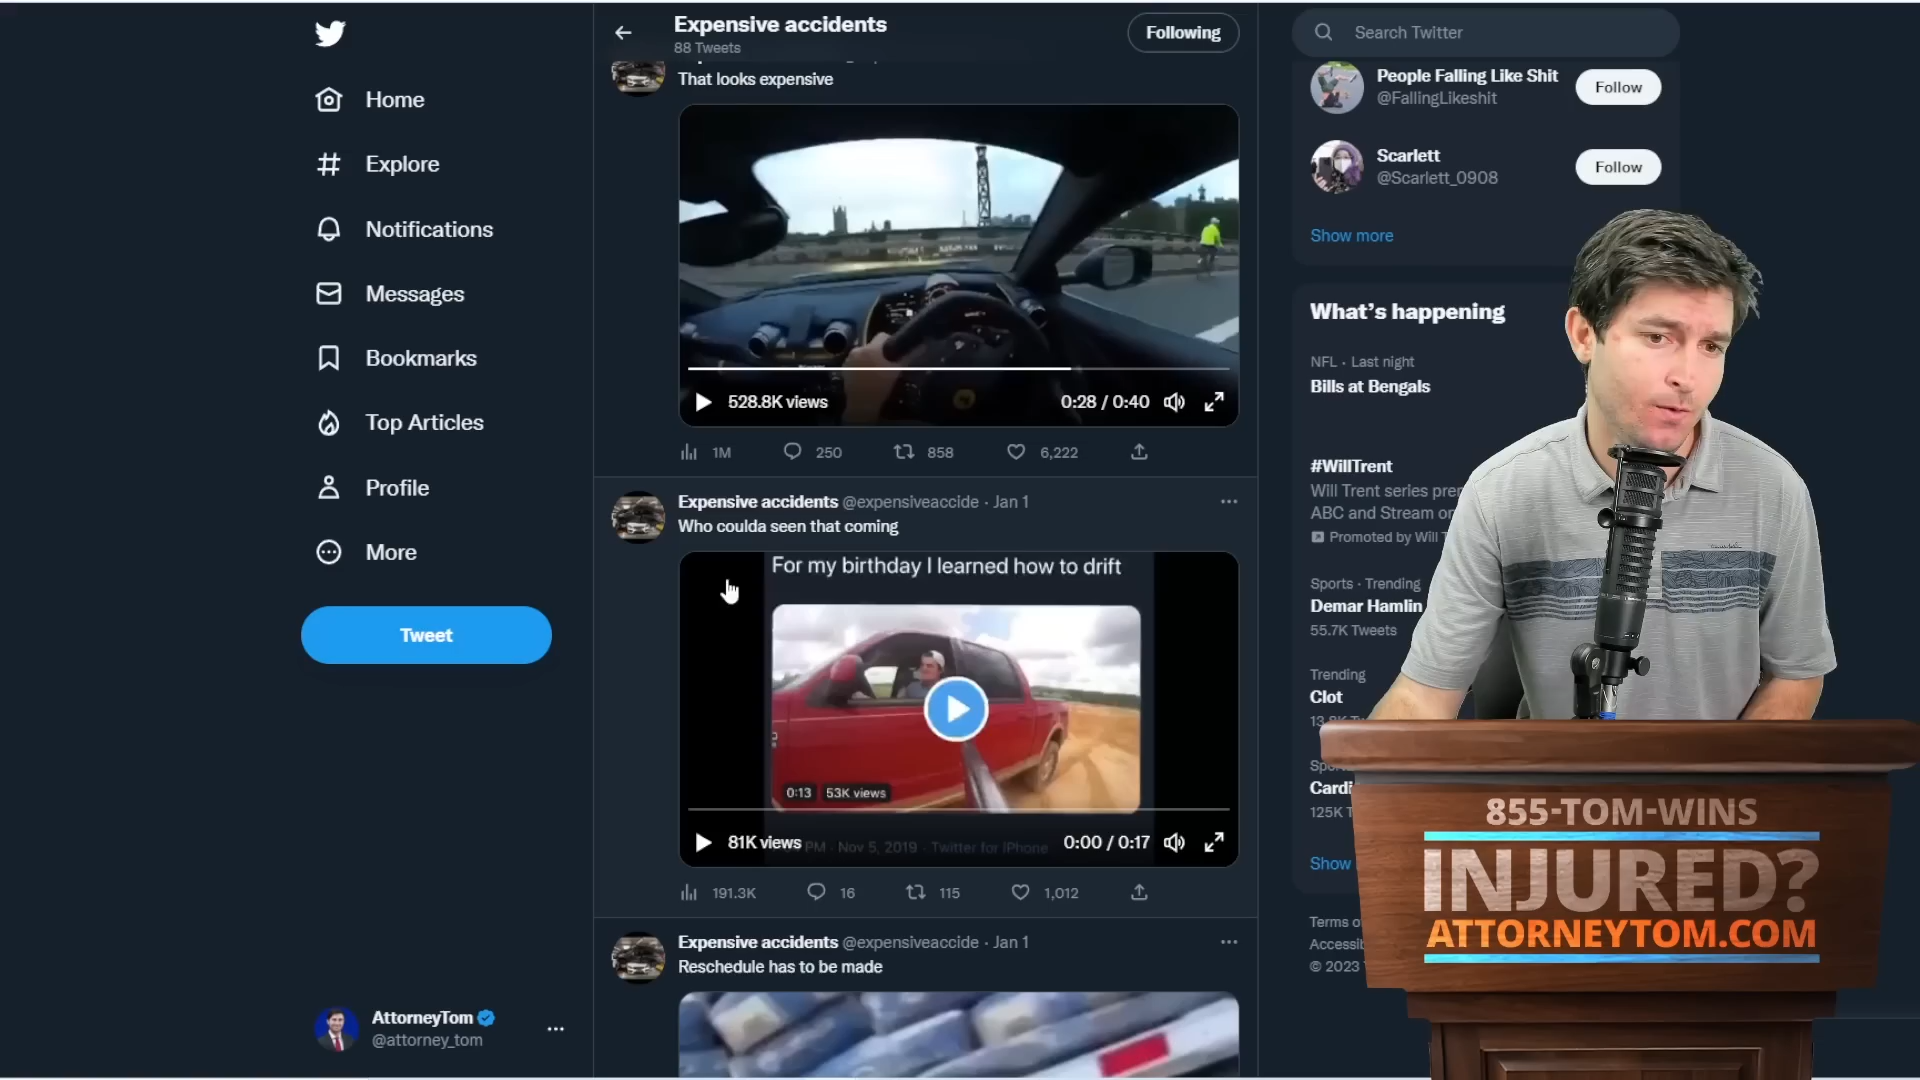 Home
Explore
Notifications
Messages
Bookmarks
Top Articles
Profile
More
Tweet
AttorneyTom
@attorney_tom
Expensive accidents
88 Tweets
Following
That looks expensive
528.8K views
0:28 / 0:40
1M
250
858
6,222
Expensive accidents @expensiveaccide · Jan 1
Who coulda seen that coming
For my birthday I learned how to drift
0:13 53K views
81K views
PM · Nov 5, 2019 · Twitter for iPhone
0:00 / 0:17
191.3K
16
115
1,012
Expensive accidents @expensiveaccide · Jan 1
Reschedule has to be made
Search Twitter
People Falling Like Shit
@FallingLikeshit
Follow
Scarlett
@Scarlett_0908
Follow
Show more
What's happening
NFL · Last night
Bills at Bengals
#WillTrent
Will Trent series
ABC and Stream
Promoted by Will
Sports · Trending
Demar Hamlin
55.7K Tweets
Trending
Clot
Show
Terms
© 2023
855-TOM-WINS
INJURED?
ATTORNEYTOM.COM